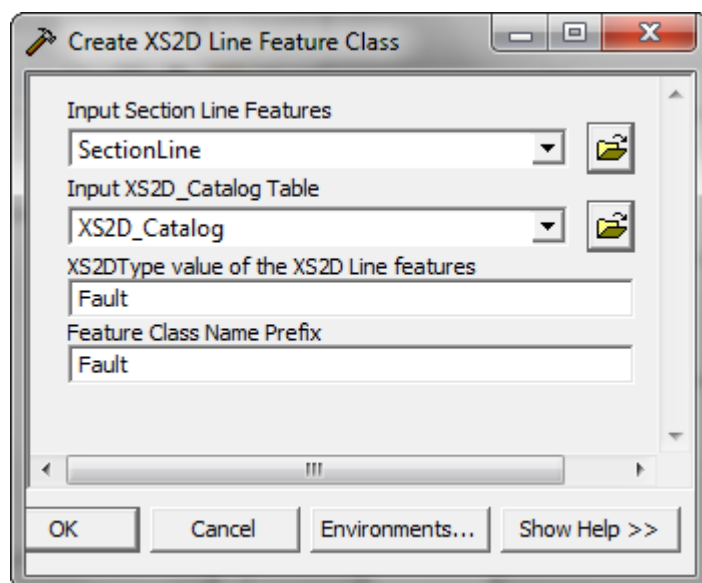 Create XS2D Line Feature Class
Input Section Line Features
SectionLine
Input XS2D_Catalog Table
XS2D_Catalog
XS2DType value of the XS2D Line features
Fault
Feature Class Name Prefix
Fault
OK
Cancel
Environments...
Show Help >>